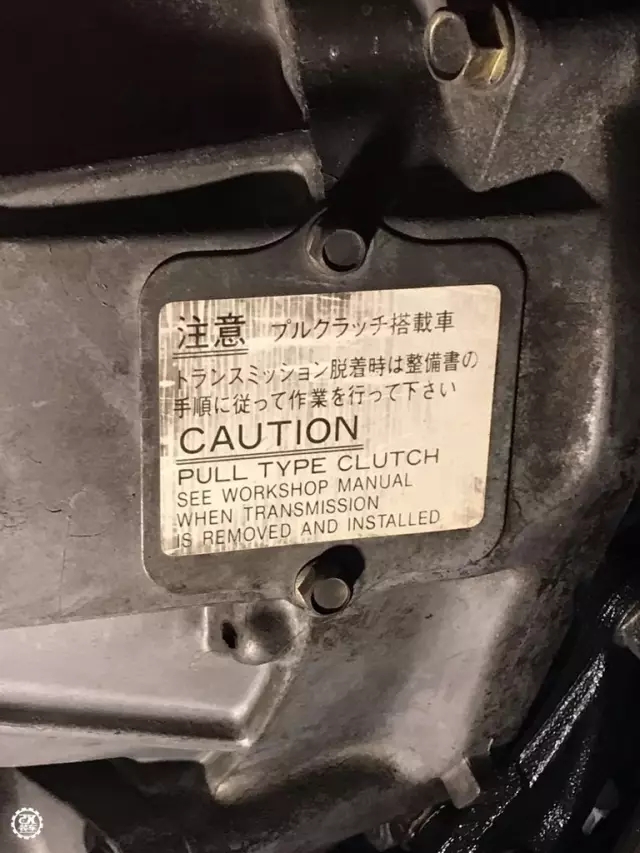 注意 プルクラッチ搭載車
トランスミッション脱着時は整備書の
手順に従って作業を行って下さい
CAUTION
PULL TYPE CLUTCH
SEE WORKSHOP MANUAL
WHEN TRANSMISSION
IS REMOVED AND INSTALLED